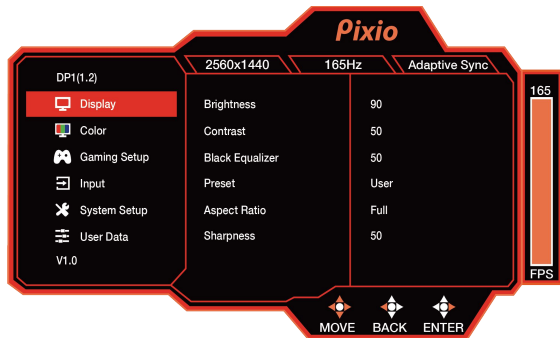 Pixio
2560x1440 165Hz Adaptive Sync
DP1(1.2)
Display
Color
Gaming Setup
Input
System Setup
User Data
V1.0
Brightness 90
Contrast 50
Black Equalizer 50
Preset User
Aspect Ratio Full
Sharpness 50
165
FPS
MOVE BACK ENTER